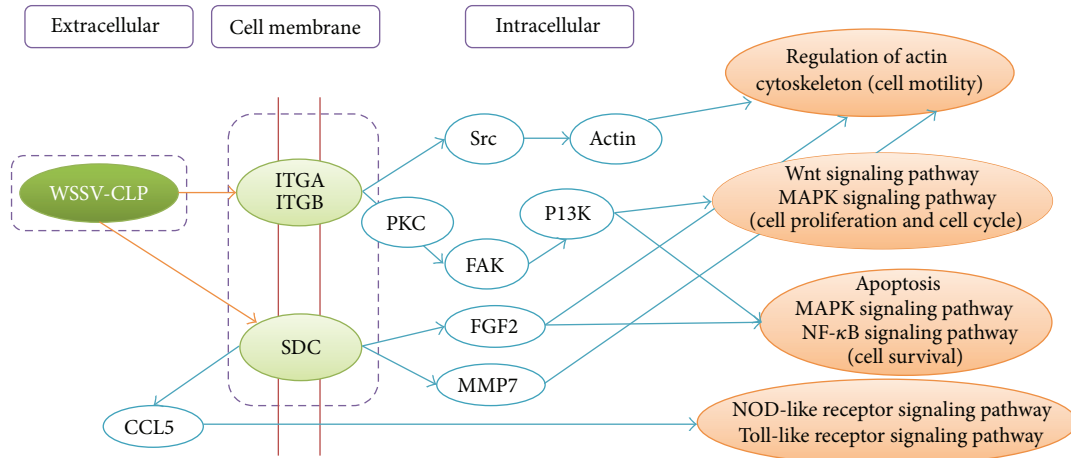 Extracellular
Cell membrane
Intracellular
Regulation of actin
cytoskeleton (cell motility)
Src
Actin
WSSV-CLP
ITGA
ITGB
Wnt signaling pathway
MAPK signaling pathway
(cell proliferation and cell cycle)
PKC
P13K
FAK
Apoptosis
MAPK signaling pathway
NF-κB signaling pathway
(cell survival)
SDC
FGF2
MMP7
CCL5
NOD-like receptor signaling pathway
Toll-like receptor signaling pathway